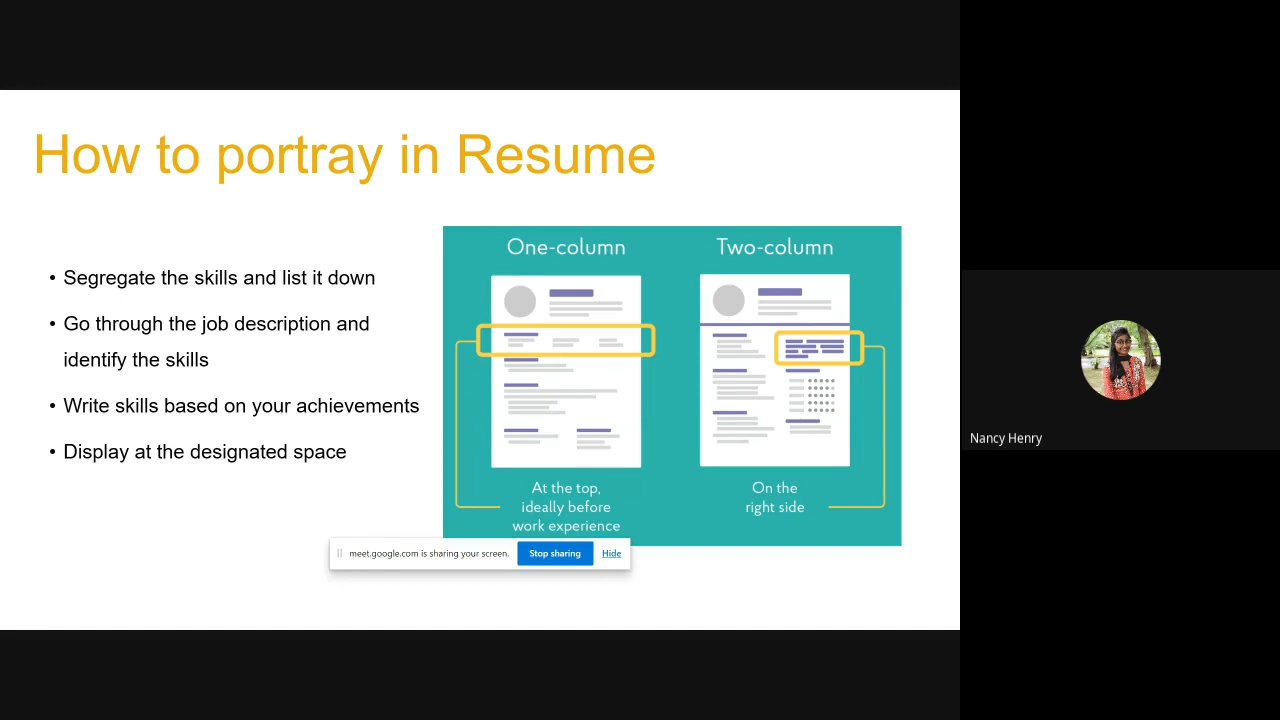 How to portray in Resume
• Segregate the skills and list it down
• Go through the job description and
identify the skills
• Write skills based on your achievements
• Display at the designated space
One-column
Two-column
At the top,
ideally before
work experience
On the
right side
meet.google.com is sharing your screen.
Stop sharing
Hide
Nancy Henry